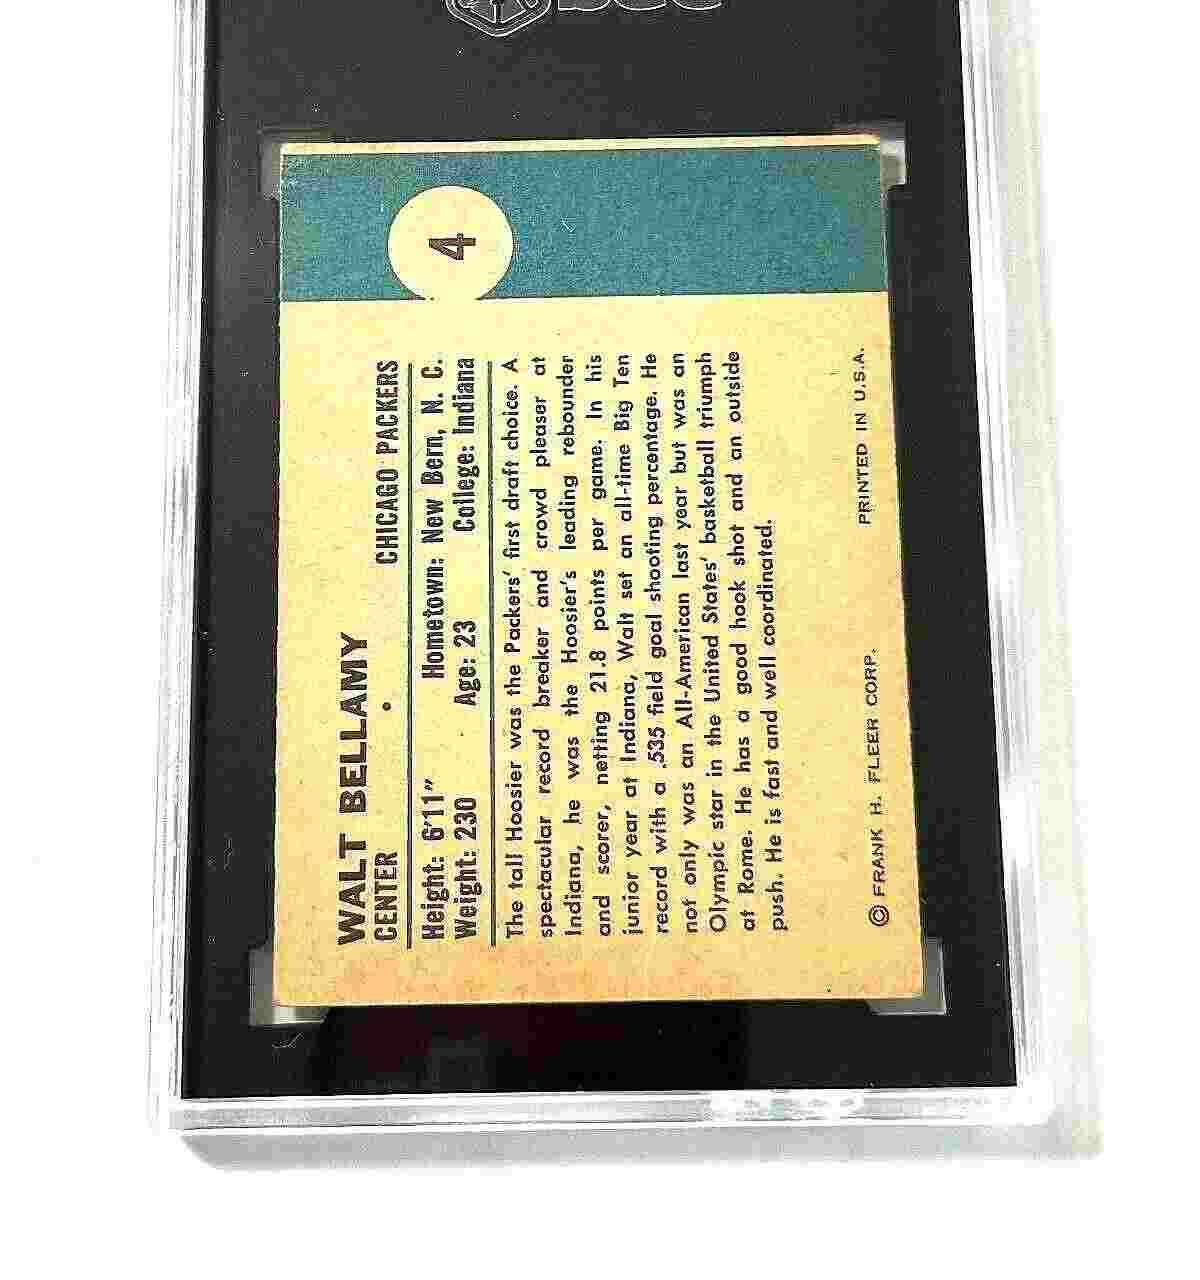 4
WALT BELLAMY
CENTER • CHICAGO PACKERS
Height: 6'11" Hometown: New Bern, N. C.
Weight: 230 Age: 23 College: Indiana
The tall Hoosier was the Packers' first draft choice. A
spectacular record breaker and crowd pleaser at
Indiana, he was the Hoosier's leading rebounder
and scorer, netting 21.8 points per game. In his
junior year at Indiana, Walt set an all-time Big Ten
record with a .535 field goal shooting percentage. He
not only was an All-American last year but was an
Olympic star in the United States' basketball triumph
at Rome. He has a good hook shot and an outside
push. He is fast and well coordinated.
© FRANK H. FLEER CORP. PRINTED IN U.S.A.